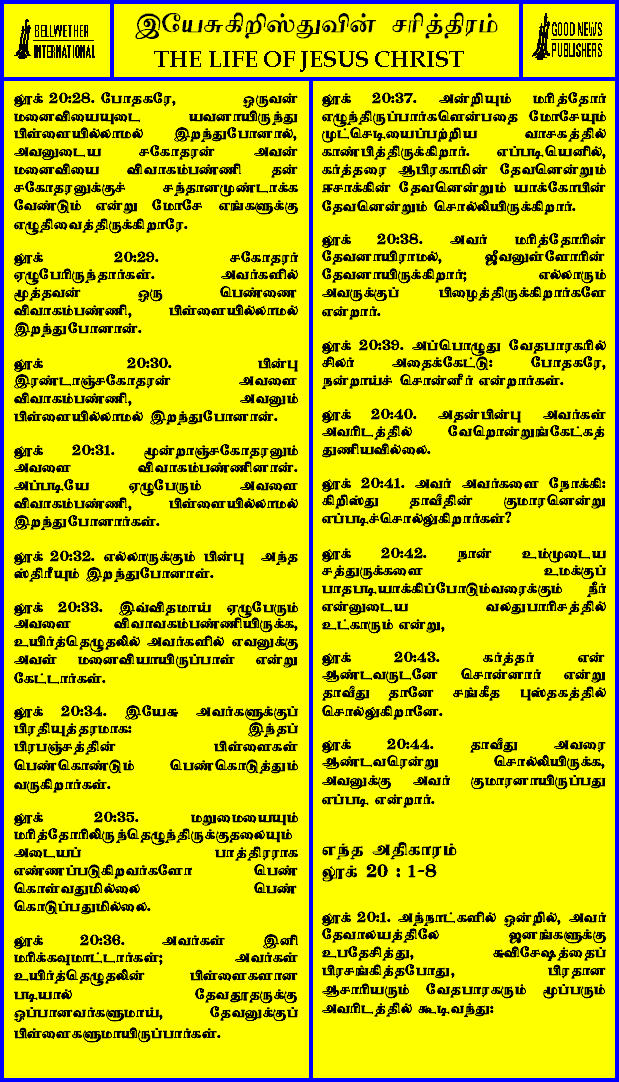 BELLWETHER
INTERNATIONAL
இயேசுகிறிஸ்துவின் சரித்திரம்
THE LIFE OF JESUS CHRIST
GOOD NEWS
PUBLISHERS
லூக் 20:28. போதகரே, ஒருவன்
மனைவியையுடை யவனாயிருந்து
பிள்ளையில்லாமல் இறந்துபோனால்,
அவனுடைய சகோதரன் அவன்
மனைவியை விவாகம்பண்ணி தன்
சகோதரனுக்குச் சந்தானமுண்டாக்க
வேண்டும் என்று மோசே எங்களுக்கு
எழுதிவைத்திருக்கிறாரே.
லூக் 20:29. சகோதரர்
ஏழுபேரிருந்தார்கள். அவர்களில்
மூத்தவன் ஒரு பெண்ணை
விவாகம்பண்ணி, பிள்ளையில்லாமல்
இறந்துபோனான்.
லூக் 20:30. பின்பு
இரண்டாஞ்சகோதரன் அவளை
விவாகம்பண்ணி, அவனும்
பிள்ளையில்லாமல் இறந்துபோனான்.
லூக் 20:31. மூன்றாஞ்சகோதரனும்
அவளை விவாகம்பண்ணினான்.
அப்படியே ஏழுபேரும் அவளை
விவாகம்பண்ணி, பிள்ளையில்லாமல்
இறந்துபோனார்கள்.
லூக் 20:32. எல்லாருக்கும் பின்பு அந்த
ஸ்திரீயும் இறந்துபோனாள்.
லூக் 20:33. இவ்விதமாய் ஏழுபேரும்
அவளை விவாவகம்பண்ணியிருக்க,
உயிர்த்தெழுதலில் அவர்களில் எவனுக்கு
அவள் மனைவியாயிருப்பாள் என்று
கேட்டார்கள்.
லூக் 20:34. இயேசு அவர்களுக்குப்
பிரதியுத்தரமாக: இந்தப்
பிரபஞ்சத்தின் பிள்ளைகள்
பெண்கொண்டும் பெண்கொடுத்தும்
வருகிறார்கள்.
லூக் 20:35. மறுமையையும்
மரித்தோரிலிருந்தெழுந்திருக்குதலையும்
அடையப் பாத்திரராக
எண்ணப்படுகிறவர்களோ பெண்
கொள்வதுமில்லை பெண்
கொடுப்பதுமில்லை.
லூக் 20:36. அவர்கள் இனி
மரிக்கவுமாட்டார்கள்; அவர்கள்
உயிர்த்தெழுதலின் பிள்ளைகளான
படியால் தேவதூதருக்கு
ஒப்பானவர்களுமாய், தேவனுக்குப்
பிள்ளைகளுமாயிருப்பார்கள்.
லூக் 20:37. அன்றியும் மரித்தோர்
எழுந்திருப்பார்களென்பதை மோசேயும்
முட்செடியைப்பற்றிய வாசகத்தில்
காண்பித்திருக்கிறார். எப்படியெனில்,
கர்த்தரை ஆபிரகாமின் தேவனென்றும்
ஈசாக்கின் தேவனென்றும் யாக்கோபின்
தேவனென்றும் சொல்லியிருக்கிறார்.
லூக் 20:38. அவர் மரித்தோரின்
தேவனாயிராமல், ஜீவனுள்ளோரின்
தேவனாயிருக்கிறார்; எல்லாரும்
அவருக்குப் பிழைத்திருக்கிறார்களே
என்றார்.
லூக் 20:39. அப்பொழுது வேதபாரகரில்
சிலர் அதைக்கேட்டு: போதகரே,
நன்றாய்ச் சொன்னீர் என்றார்கள்.
லூக் 20:40. அதன்பின்பு அவர்கள்
அவரிடத்தில் வேறொன்றுங்கேட்கத்
துணியவில்லை.
லூக் 20:41. அவர் அவர்களை நோக்கி:
கிறிஸ்து தாவீதின் குமாரனென்று
எப்படிச்சொல்லுகிறார்கள்?
லூக் 20:42. நான் உம்முடைய
சத்துருக்களை உமக்குப்
பாதபடியாக்கிப்போடும்வரைக்கும் நீர்
என்னுடைய வலதுபாரிசத்தில்
உட்காரும் என்று,
லூக் 20:43. கர்த்தர் என்
ஆண்டவருடனே சொன்னார் என்று
தாவீது தானே சங்கீத புஸ்தகத்தில்
சொல்லுகிறானே.
லூக் 20:44. தாவீது அவரை
ஆண்டவரென்று சொல்லியிருக்க,
அவனுக்கு அவர் குமாரனாயிருப்பது
எப்படி என்றார்.
எந்த அதிகாரம்
லூக் 20 : 1-8
லூக் 20:1. அந்நாட்களில் ஒன்றில், அவர்
தேவாலயத்திலே ஜனங்களுக்கு
உபதேசித்து, சுவிசேஷத்தைப்
பிரசங்கித்தபோது, பிரதான
ஆசாரியரும் வேதபாரகரும் மூப்பரும்
அவரிடத்தில் கூடிவந்து: